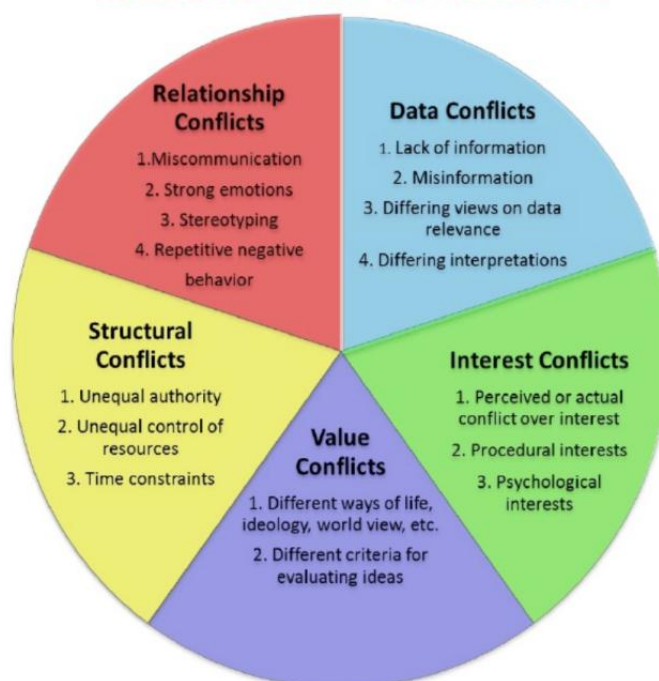 Relationship
Conflicts
1.Miscommunication
2. Strong emotions
3. Stereotyping
4. Repetitive negative
behavior
Data Conflicts
1. Lack of information
2. Misinformation
3. Differing views on data
relevance
4. Differing interpretations
Structural
Conflicts
1. Unequal authority
2. Unequal control of
resources
3. Time constraints
Interest Conflicts
1. Perceived or actual
conflict over interest
2. Procedural interests
3. Psychological
interests
Value
Conflicts
1. Different ways of life,
ideology, world view, etc.
2. Different criteria for
evaluating ideas